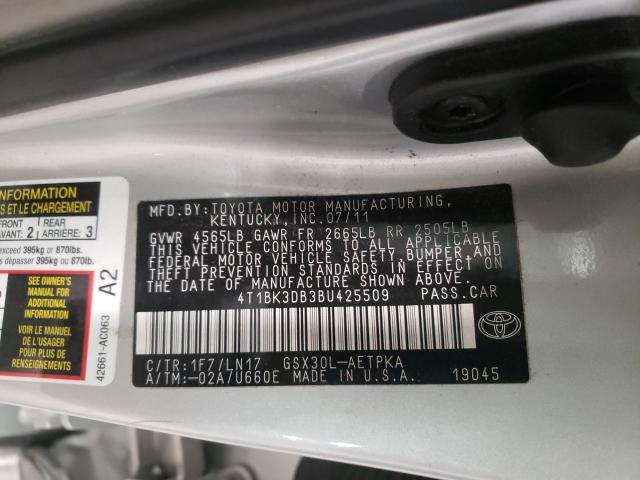 INFORMATION
S ET LE CHARGEMENT
FRONT REAR
AVANT: 2 ARRIÈRE: 3
exceed 395kg or 870lbs.
dépasser 395kg ou 870lb.
SEE OWNER'S
MANUAL FOR
ADDITIONAL
INFORMATION
VOIR LE MANUEL
DE L'USAGER
POUR PLUS DE
RENSEIGNEMENTS
A2
42661-AC063
MFD.BY: TOYOTA MOTOR MANUFACTURING,
KENTUCKY, INC. 07/11
GVWR 4565LB GAWR FR 2665LB RR 2505LB
THIS VEHICLE CONFORMS TO ALL APPLICABLE
FEDERAL MOTOR VEHICLE SAFETY, BUMPER, AND
THEFT PREVENTION STANDARDS IN EFFECT ON
THE DATE OF MANUFACTURE SHOWN ABOVE.
4T1BK3DB3BU425509 PASS.CAR
C/TR:1F7/LN17 GSX30L-AETPKA
A/TM:-02A/U660E MADE IN U.S.A. 19045
TOYOTA